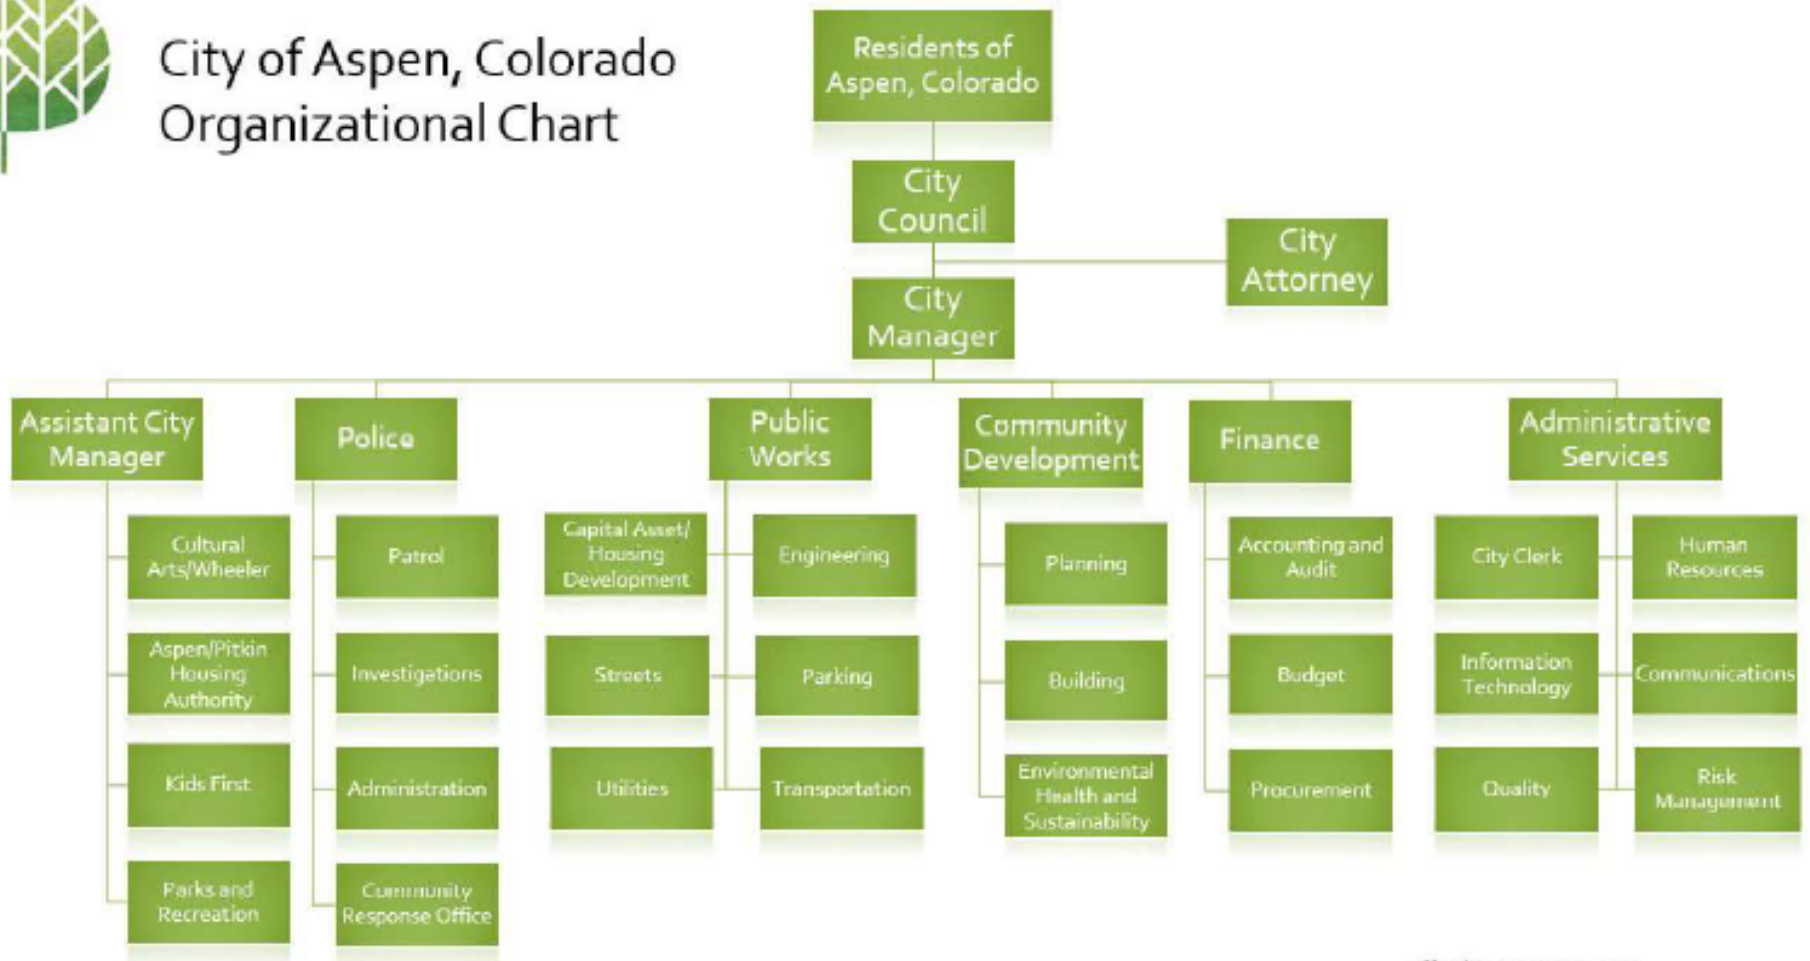 City of Aspen, Colorado
Organizational Chart
Residents of
Aspen, Colorado
City
Council
City
Attorney
City
Manager
Assistant City
Manager
Police
Public
Works
Community
Development
Finance
Administrative
Services
Cultural
Arts/Wheeler
Aspen/Pitkin
Housing
Authority
Kids First
Parks and
Recreation
Patrol
Investigations
Administration
Community
Response Office
Capital Asset/
Housing
Development
Engineering
Streets
Parking
Utilities
Transportation
Planning
Building
Environmental
Health and
Sustainability
Accounting and
Audit
Budget
Procurement
City Clerk
Human
Resources
Information
Technology
Communications
Quality
Risk
Management